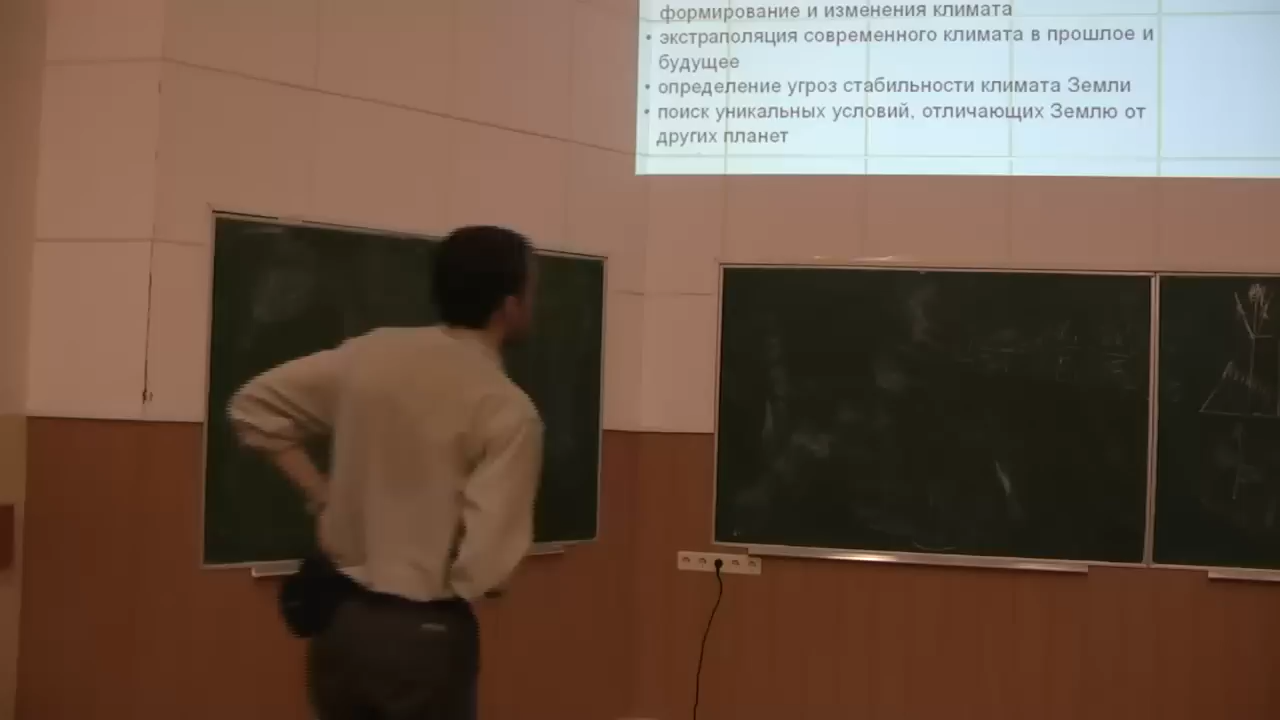 формирование и изменения климата
• экстраполяция современного климата в прошлое и
будущее
• определение угроз стабильности климата Земли
• поиск уникальных условий, отличающих Землю от
других планет